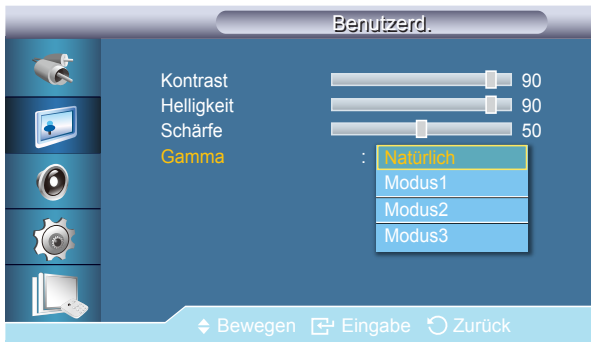 Benutzerd.
Kontrast 90
Helligkeit 90
Schärfe 50
Gamma : Natürlich
Modus1
Modus2
Modus3
Bewegen Eingabe Zurück